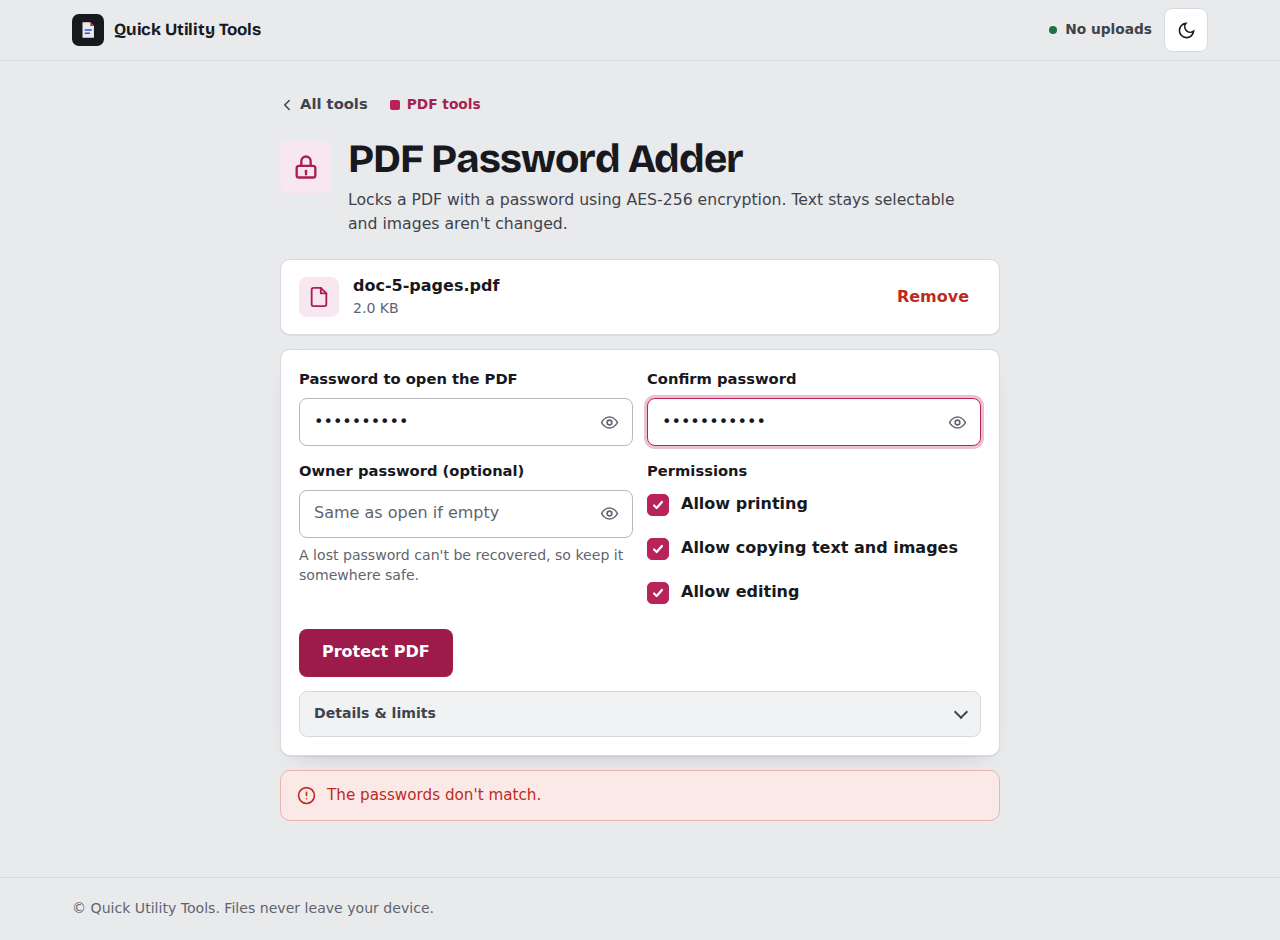 Quick Utility Tools
No uploads
All tools
PDF tools
PDF Password Adder
Locks a PDF with a password using AES-256 encryption. Text stays selectable
and images aren't changed.
doc-5-pages.pdf
2.0 KB
Remove
Password to open the PDF
••••••••••
Confirm password
•••••••••••
Owner password (optional)
Same as open if empty
A lost password can't be recovered, so keep it
somewhere safe.
Permissions
Allow printing
Allow copying text and images
Allow editing
Protect PDF
Details & limits
The passwords don't match.
© Quick Utility Tools. Files never leave your device.